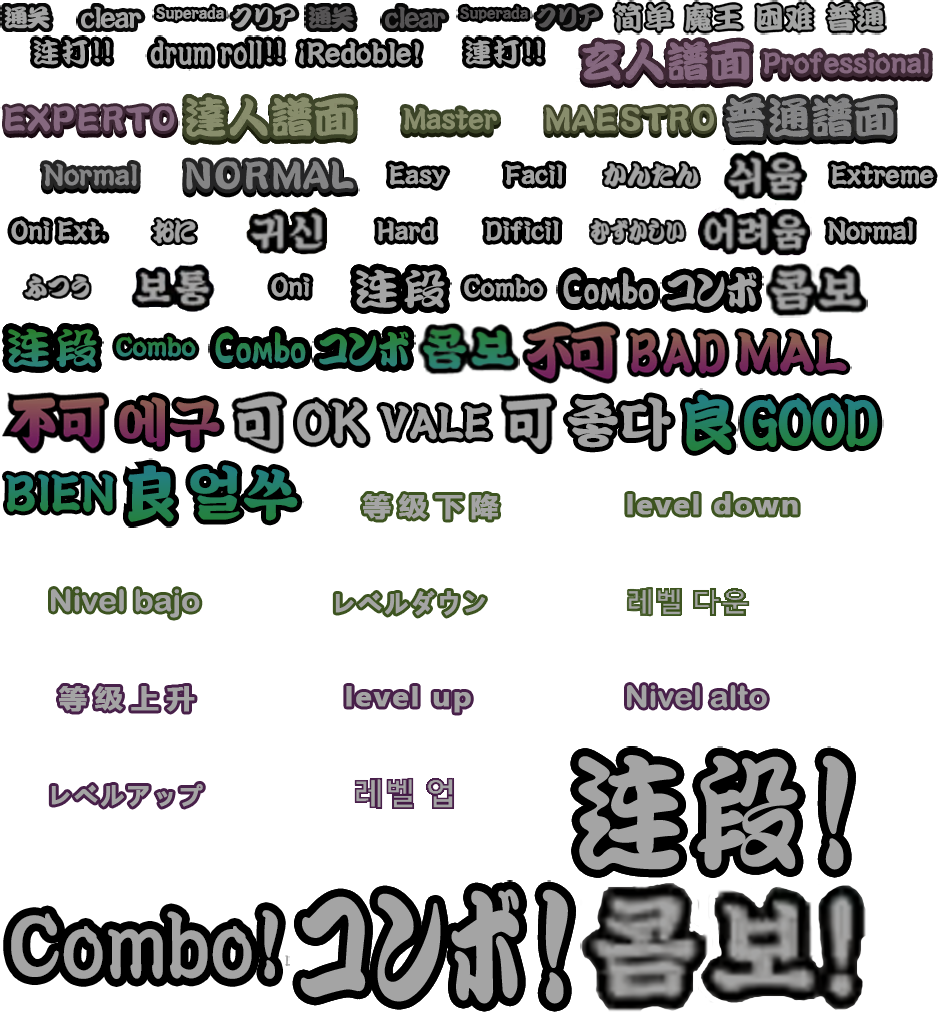 通关 clear Superada クリア 通关 clear Superada クリア 简单 魔王 困难 普通
连打!! drum roll!! ¡Redoble! 連打!! 玄人譜面 Professional
EXPERTO 達人譜面 Master MAESTRO 普通譜面
Normal NORMAL Easy Facil かんたん 쉬움 Extreme
Oni Ext. おに 귀신 Hard Dificil むずかしい 어려움 Normal
ふつう 보통 Oni 连段 Combo Combo コンボ 콤보
连段 Combo Combo コンボ 콤보 不可 BAD MAL
不可 에구 可 OK VALE 可 좋다 良 GOOD
BIEN 良 얼쑤 等级下降 level down
Nivel bajo レベルダウン 레벨 다운
等级上升 level up Nivel alto
レベルアップ 레벨 업 连段!
Combo! コンボ! 콤보!